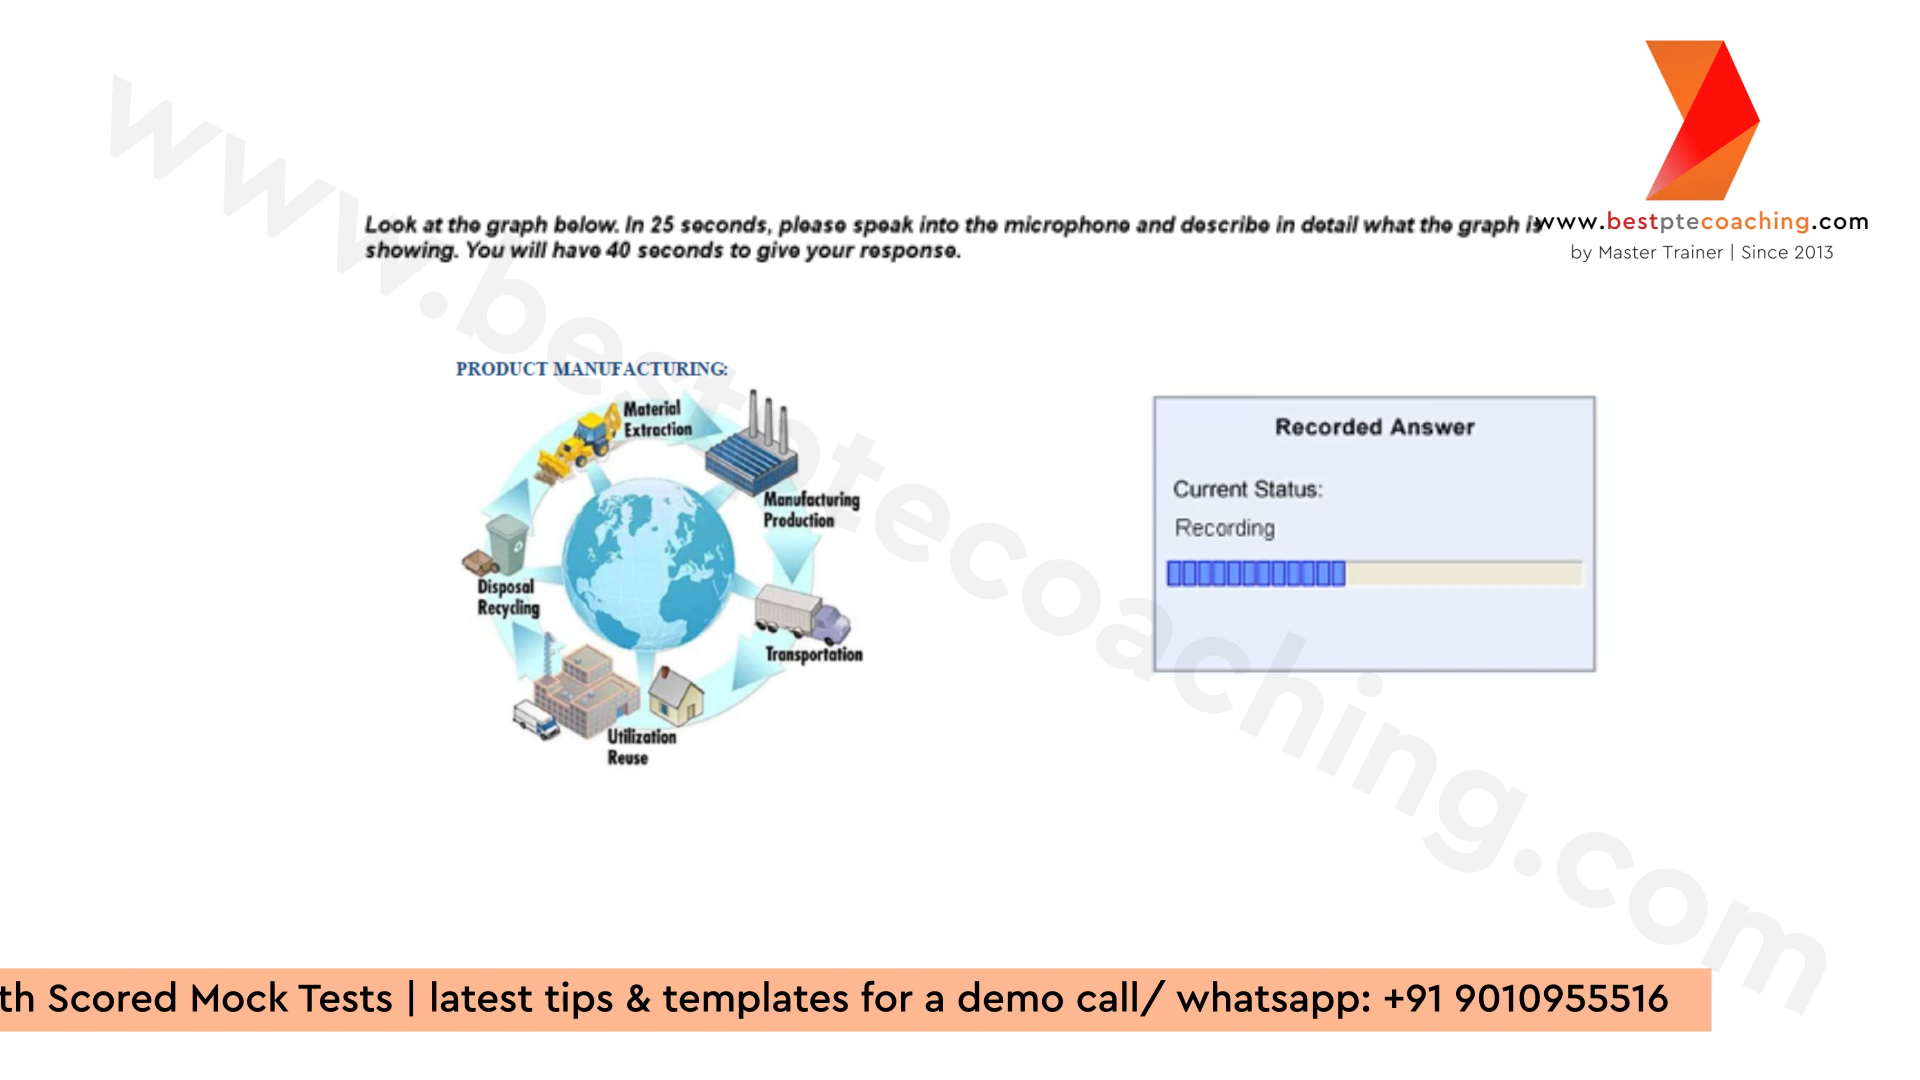 www.bestptecoaching.com
Look at the graph below. In 25 seconds, please speak into the microphone and describe in detail what the graph is
showing. You will have 40 seconds to give your response.
www.bestptecoaching.com
by Master Trainer | Since 2013
PRODUCT MANUFACTURING:
Material
Extraction
Manufacturing
Production
Transportation
Utilization
Reuse
Disposal
Recycling
Recorded Answer
Current Status:
Recording
th Scored Mock Tests | latest tips & templates for a demo call/ whatsapp: +91 9010955516